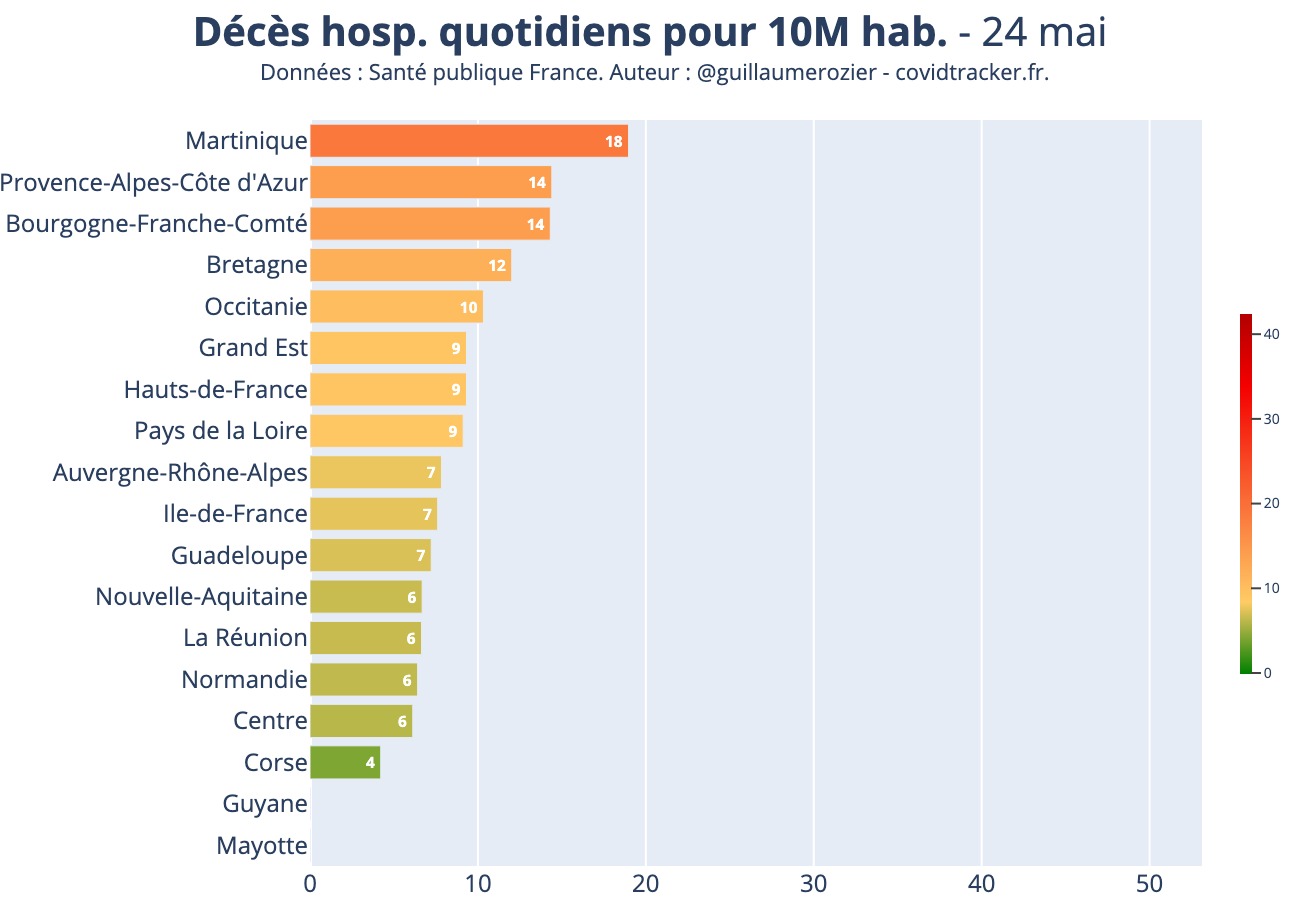 Décès hosp. quotidiens pour 10M hab. - 24 mai
Données : Santé publique France. Auteur : @guillaumerozier - covidtracker.fr.
Martinique 18
Provence-Alpes-Côte d'Azur 14
Bourgogne-Franche-Comté 14
Bretagne 12
Occitanie 10
Grand Est 9
Hauts-de-France 9
Pays de la Loire 9
Auvergne-Rhône-Alpes 7
Ile-de-France 7
Guadeloupe 7
Nouvelle-Aquitaine 6
La Réunion 6
Normandie 6
Centre 6
Corse 4
Guyane
Mayotte
0 10 20 30 40 50
40
30
20
10
0